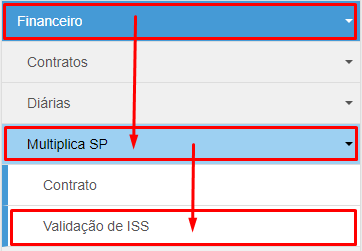 Financeiro
Contratos
Diárias
Multiplica SP
Contrato
Validação de ISS